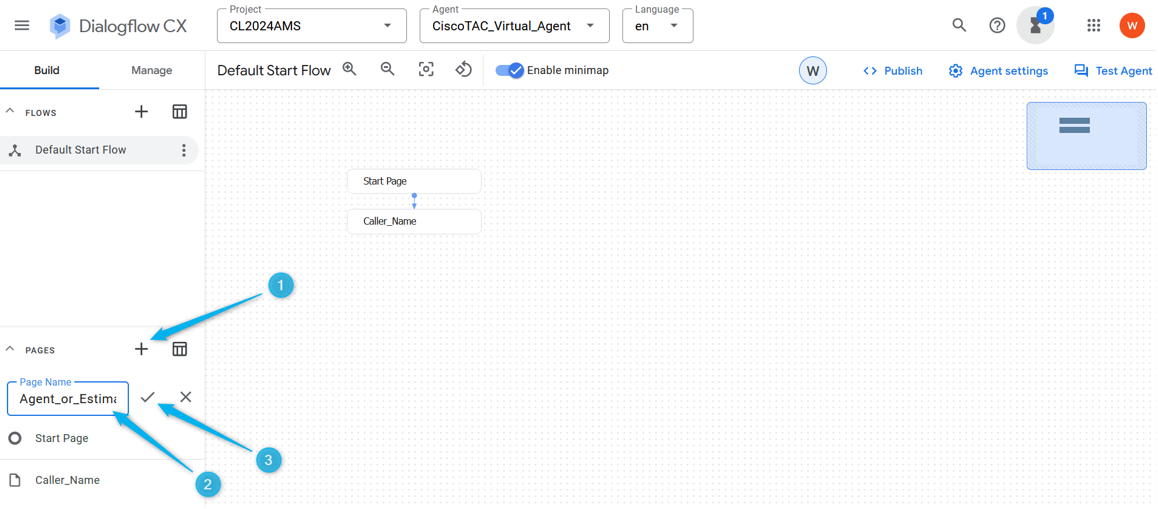 Project
Agent
Language
Dialogflow CX
CL2024AMS
CiscoTAC_Virtual_Agent
en
1
W
Build
Manage
Default Start Flow
Enable minimap
W
Publish
Agent settings
Test Agent
FLOWS
Default Start Flow
Start Page
Caller_Name
1
PAGES
Page Name
Agent_or_Estima
Start Page
3
Caller_Name
2